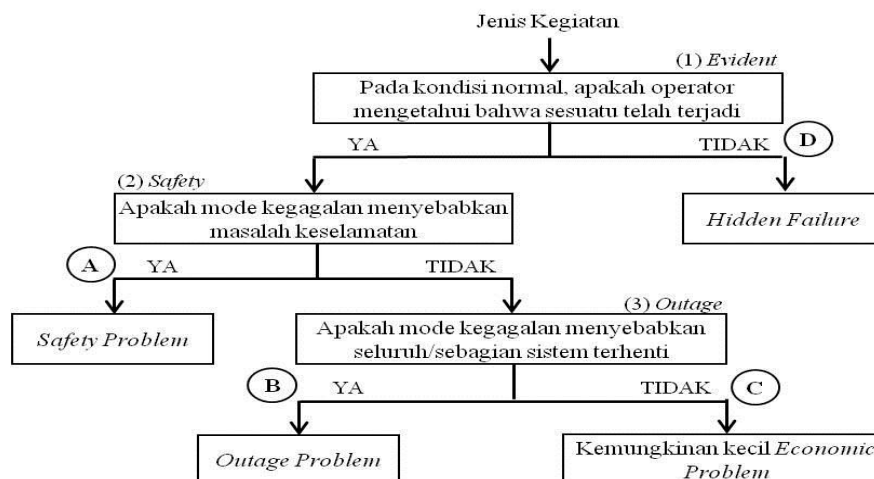 Jenis Kegiatan
(1) Evident
Pada kondisi normal, apakah operator
mengetahui bahwa sesuatu telah terjadi
YA
TIDAK
D
(2) Safety
Apakah mode kegagalan menyebabkan
masalah keselamatan
Hidden Failure
A
YA
TIDAK
(3) Outage
Safety Problem
Apakah mode kegagalan menyebabkan
seluruh/sebagian sistem terhenti
B
YA
TIDAK
C
Outage Problem
Kemungkinan kecil Economic
Problem